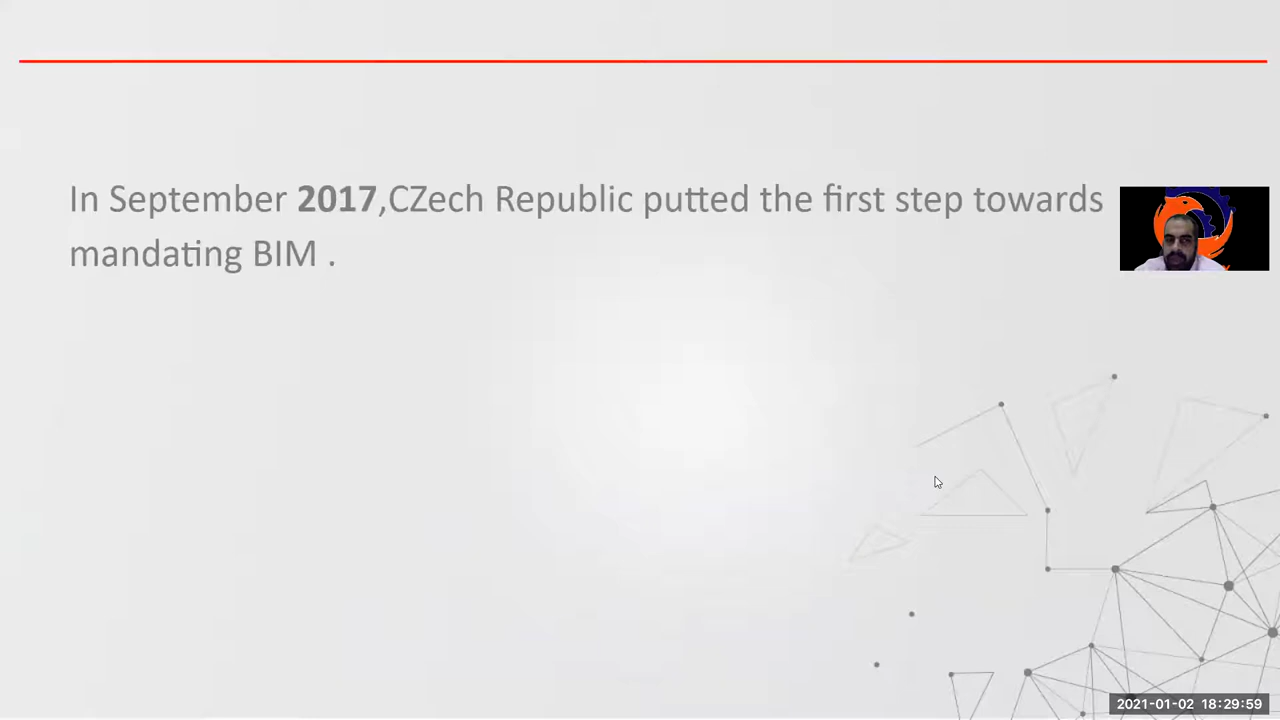 In September 2017,CZech Republic putted the first step towards
mandating BIM .
2021-01-02 18:29:59